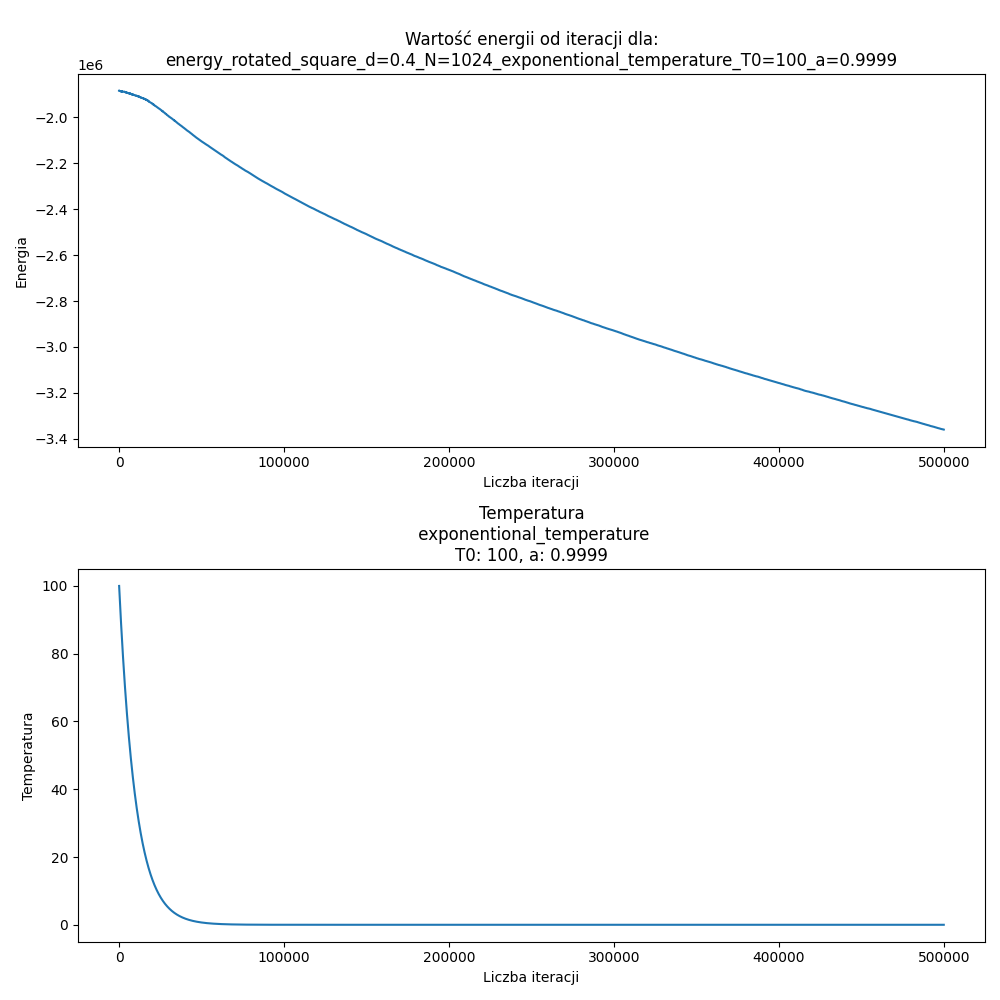 Wartość energii od iteracji dla:
energy_rotated_square_d=0.4_N=1024_exponentional_temperature_T0=100_a=0.9999
1e6
−2.0
−2.2
−2.4
−2.6
−2.8
−3.0
−3.2
−3.4
Energia
0 100000 200000 300000 400000 500000
Liczba iteracji
Temperatura
exponentional_temperature
T0: 100, a: 0.9999
100
80
60
40
20
0
Temperatura
0 100000 200000 300000 400000 500000
Liczba iteracji